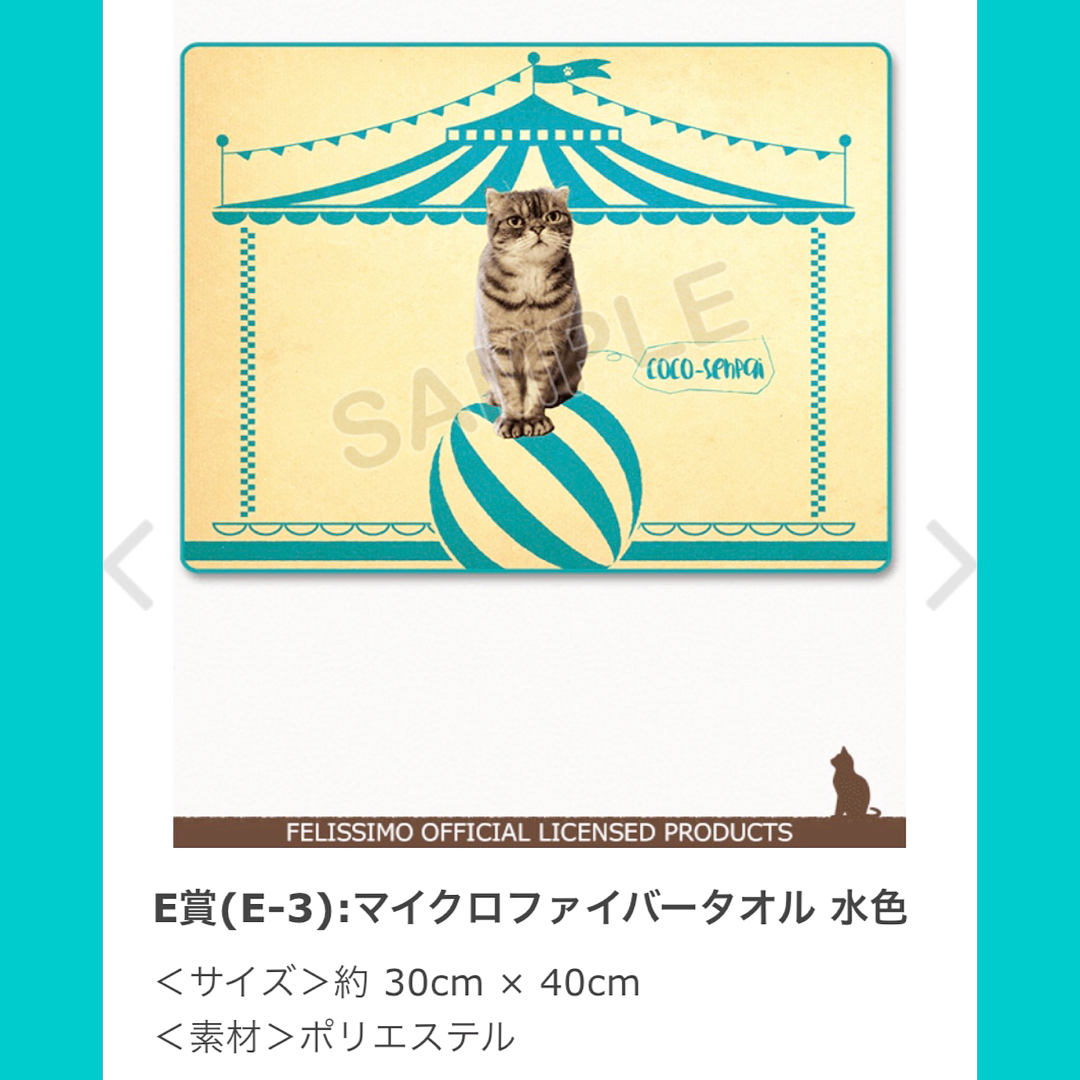 SAMPLE
COCO-SENPAI
FELISSIMO OFFICIAL LICENSED PRODUCTS
E賞(E-3):マイクロファイバータオル 水色
＜サイズ＞約 30cm × 40cm
＜素材＞ポリエステル